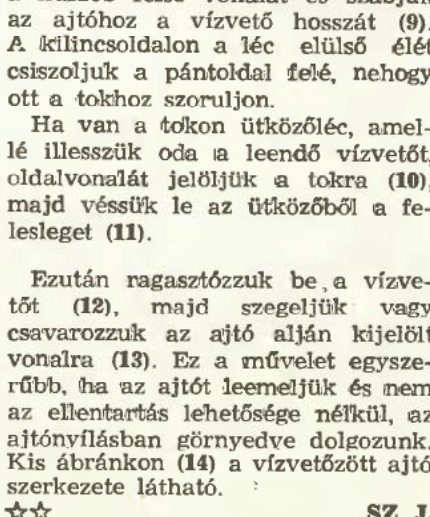 az ajtóhoz a vízvető hosszát (9).
A kilincsoldalon a léc elülső élét
csiszoljuk a pántoldal felé, nehogy
ott a tokhoz szoruljon.
Ha van a tokon ütközőléc, amel-
lé illesszük oda a leendő vízvetőt,
oldalvonalát jelöljük a tokra (10),
majd véssük le az ütközőből a fe-
lesleget (11).
Ezután ragasztózzuk be a vízve-
tőt (12), majd szegeljük vagy
csavarozzuk az ajtó alján kijelölt
vonalra (13). Ez a művelet egysze-
rűbb, ha az ajtót leemeljük és nem
az ellentartás lehetősége nélkül, az
ajtónyílásban görnyedve dolgozunk.
Kis ábránkon (14) a vízvetőzött ajtó
szerkezete látható.
☆☆ SZ. J.